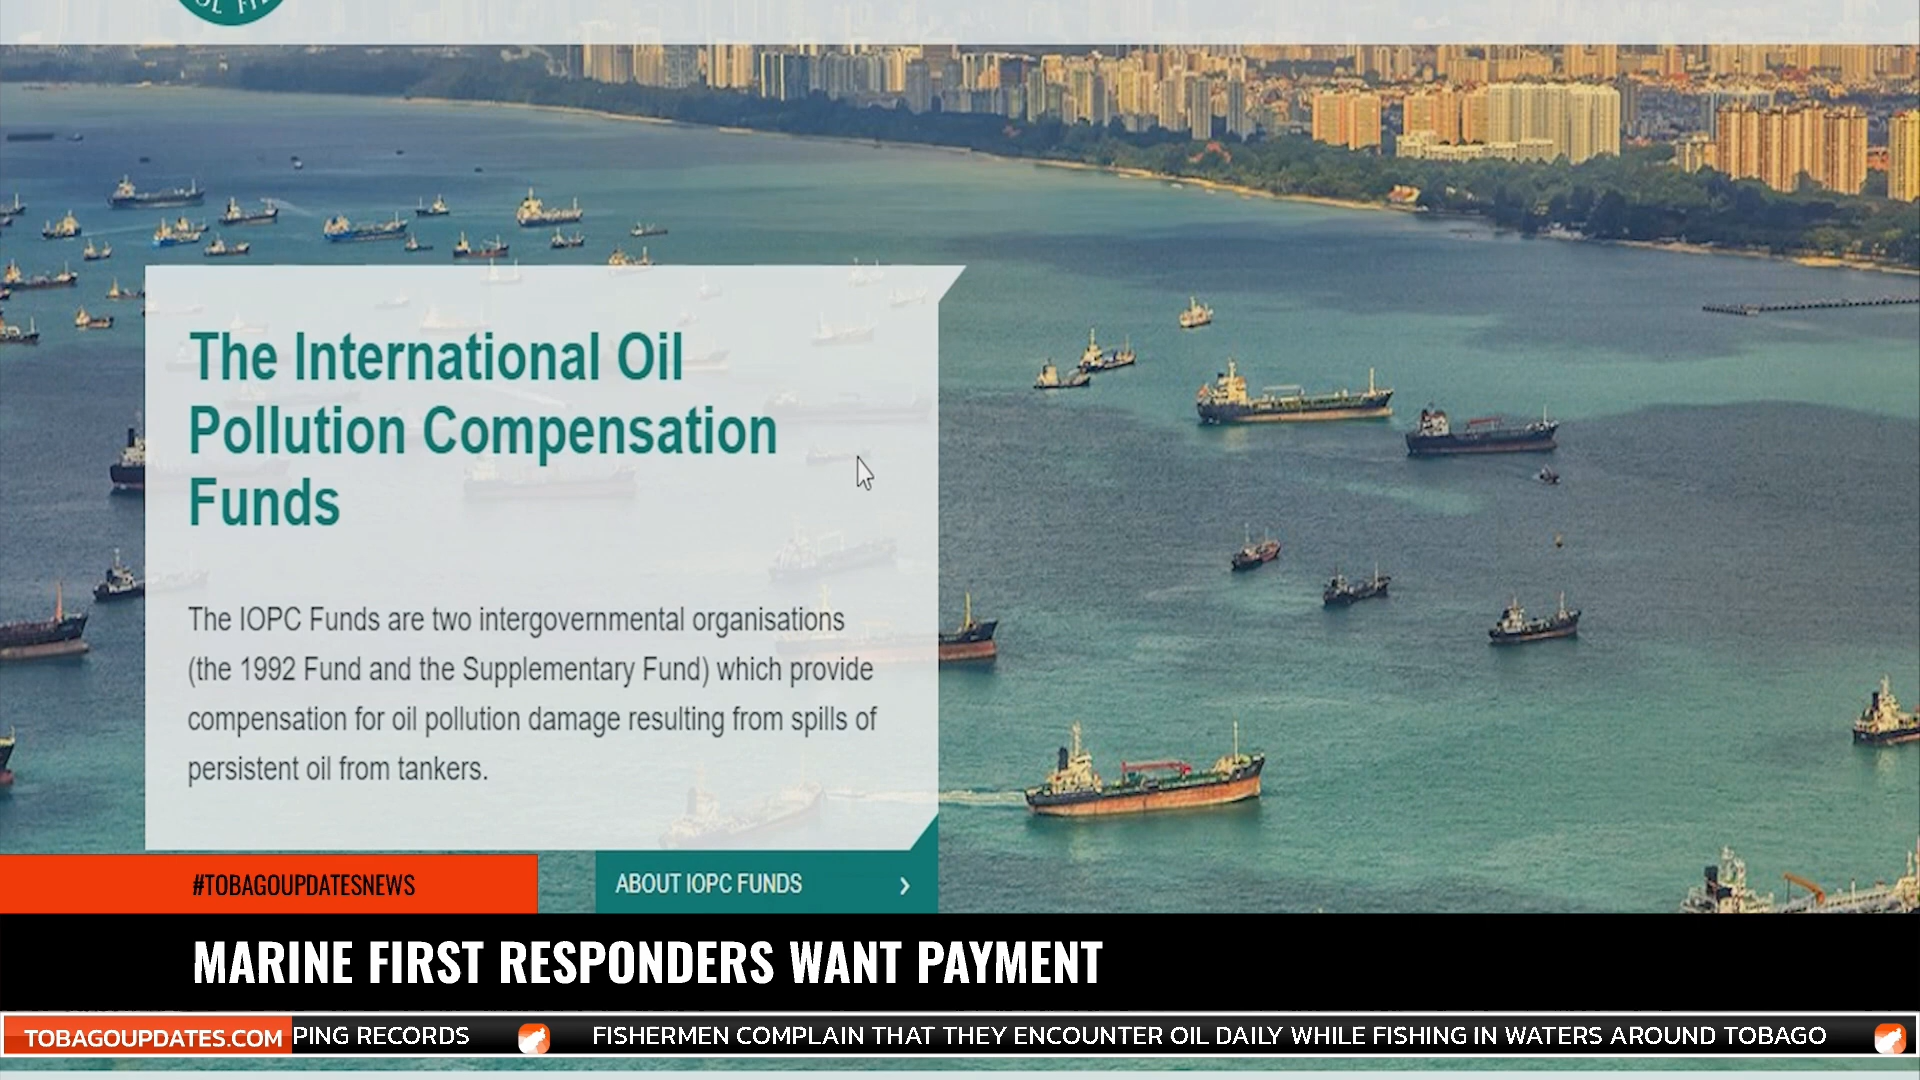 The International Oil
Pollution Compensation
Funds
The IOPC Funds are two intergovernmental organisations
(the 1992 Fund and the Supplementary Fund) which provide
compensation for oil pollution damage resulting from spills of
persistent oil from tankers.
#TOBAGOUPDATESNEWS
ABOUT IOPC FUNDS
MARINE FIRST RESPONDERS WANT PAYMENT
TOBAGOUPDATES.COM
PING RECORDS
FISHERMEN COMPLAIN THAT THEY ENCOUNTER OIL DAILY WHILE FISHING IN WATERS AROUND TOBAGO